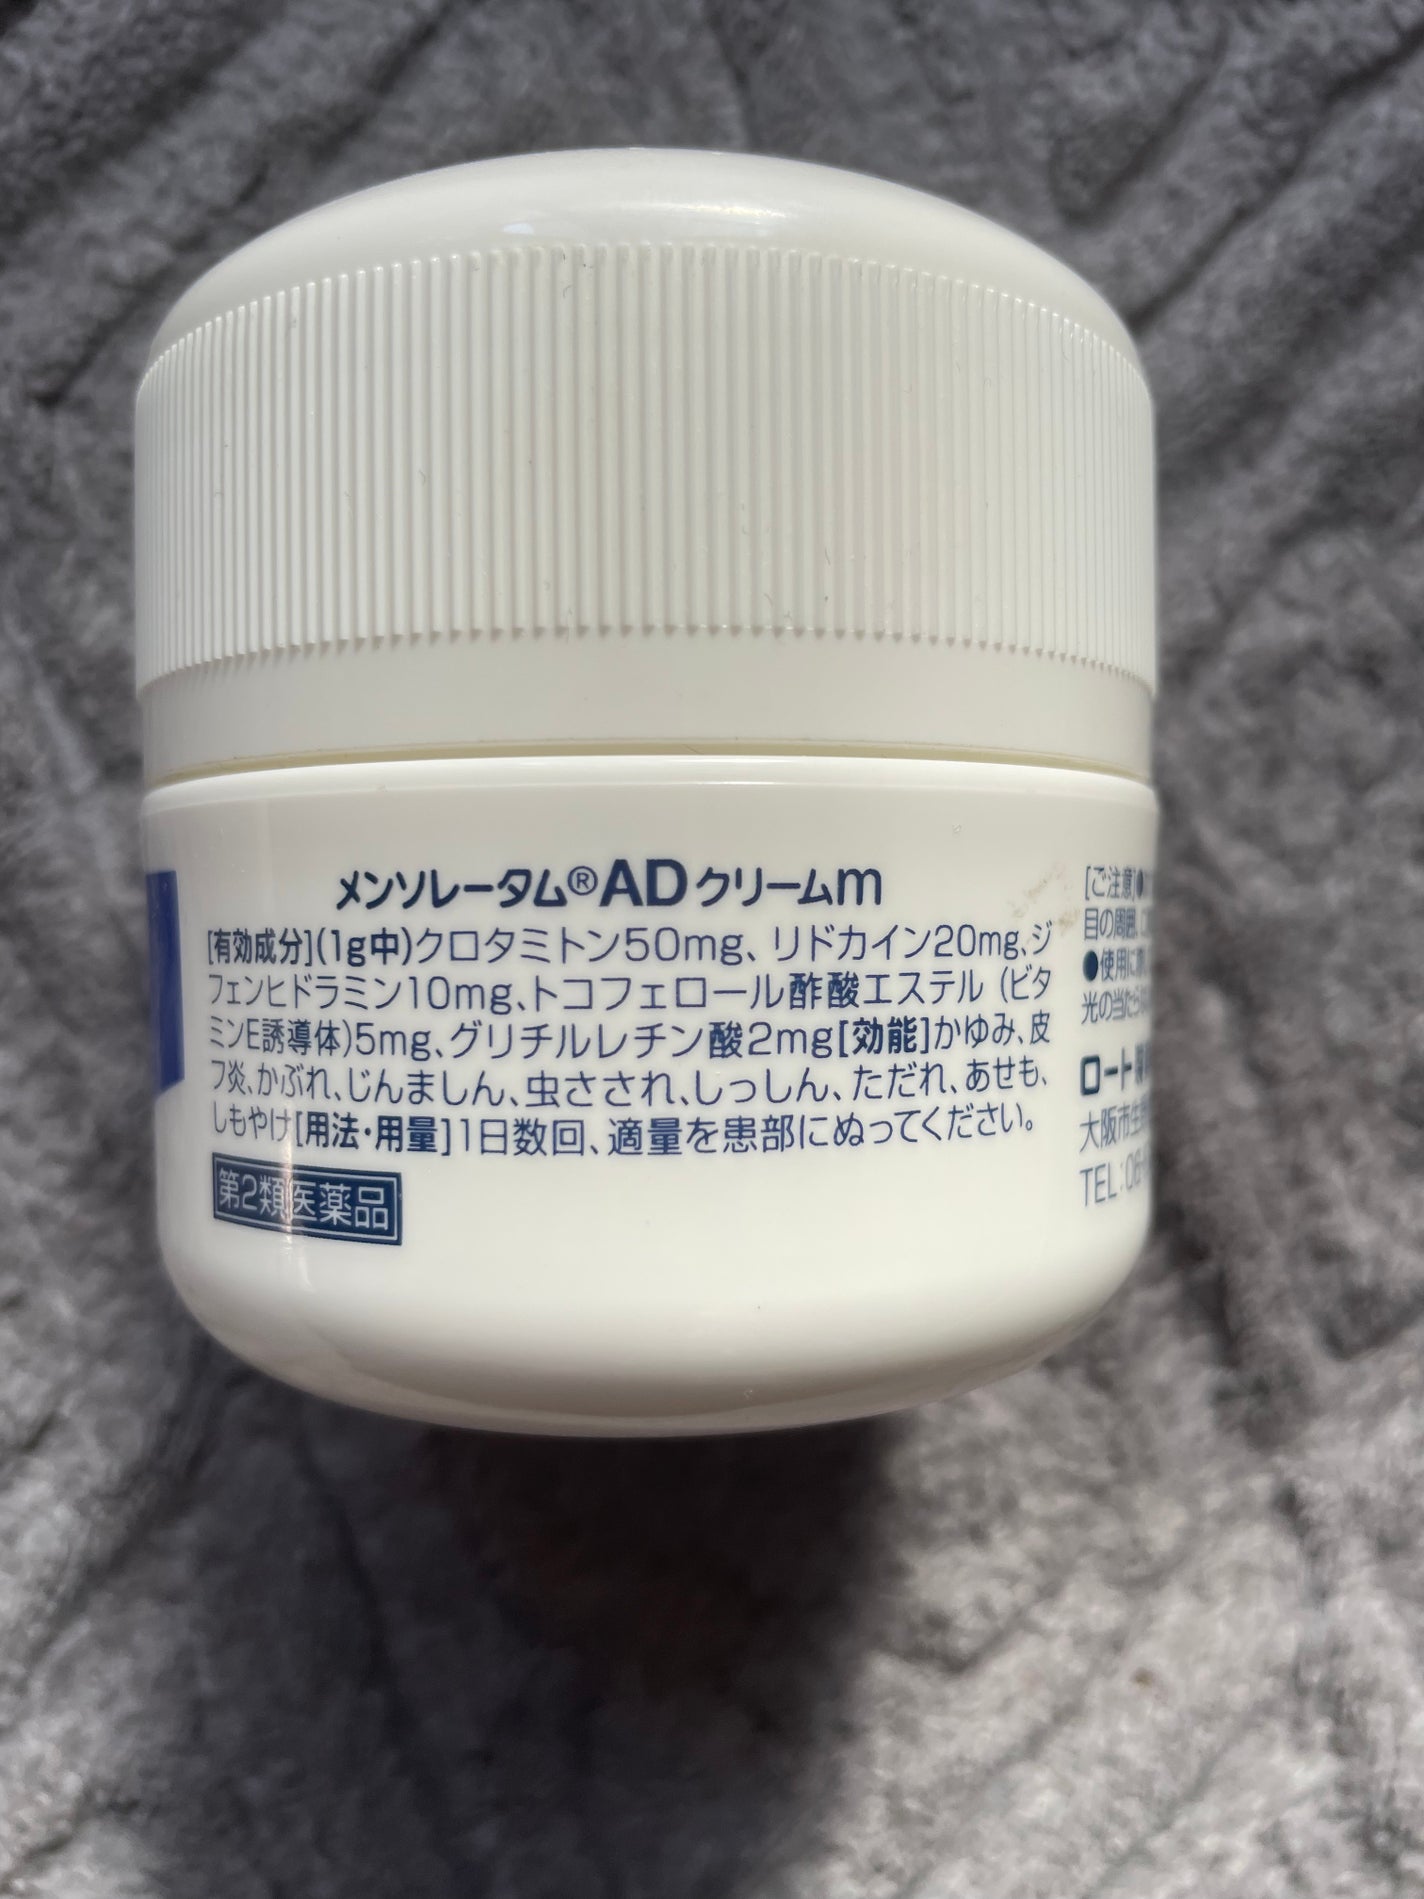 メンソレータム®ADクリームm
[有効成分](1g中)クロタミトン50mg、リドカイン20mg、ジ
フェンヒドラミン10mg、トコフェロール酢酸エステル（ビタ
ミンE誘導体)5mg、グリチルレチン酸2mg[効能]かゆみ、皮
フ炎、かぶれ、じんましん、虫さされ、しっしん、ただれ、あせも、
しもやけ[用法・用量]1日数回、適量を患部にぬってください。
第2類医薬品
[ご注意]●
目の周囲、
●使用に
光の当たら
ロート
大阪市生
TEL:06-